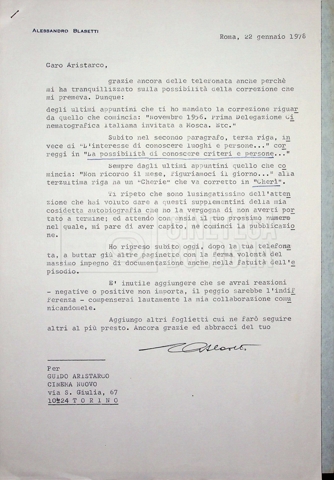 ALESSANDRO BLASETTI
Roma, 22 gennaio 1978
Caro Aristarco,
grazie ancora della telefonata anche perchè
mi ha tranquillizzato sulla possibilità della correzione che
mi premeva. Dunque:
degli ultimi appuntini che ti ho mandato la correzione riguar
da quello che comincia: "Novembre 1956. Prima Delegazione Ci
nematografica Italiana invitata a Mosca. Etc."
Subito nel secondo paragrafo, terza riga, in
vece di "L'interesse di conoscere luoghi e persone..." cor
reggi in "La possibilità di conoscere criteri e persone..."
Sempre dagli ultimi appuntini quello che co
mincia: "Non ricordo il mese, figuriamoci il giorno..." alla
terzultima riga ha un "Cherie" che va corretto in "Cherì".
Ti ripeto che sono lusingatissimo dell'atten
zione che hai voluto dare a questi supplementini della mia
cosidetta autobiografia che ho la vergogna di non averti por
tato a termine; ed attendo con ansia il tuo prossimo numero
nel quale, mi pare di aver capito, ne cominci la pubblicazio
ne.
Ho ripreso subito oggi, dopo la tua telefona
ta, a buttar giù altre paginette con la ferma volontà del
massimo impegno di documentazione anche nella fatuità dell'e
pisodio.
E' inutile aggiungere che se avrai reazioni
- negative o positive non importa, il peggio sarebbe l'indif
ferenza - compenserai lautamente la mia collaborazione comu
nicandomele.
Aggiungo altri foglietti cui ne farò seguire
altri al più presto. Ancora grazie ed abbracci del tuo
Per
GUIDO ARISTARCO
CINEMA NUOVO
via S. Giulia, 67
10124 TORINO